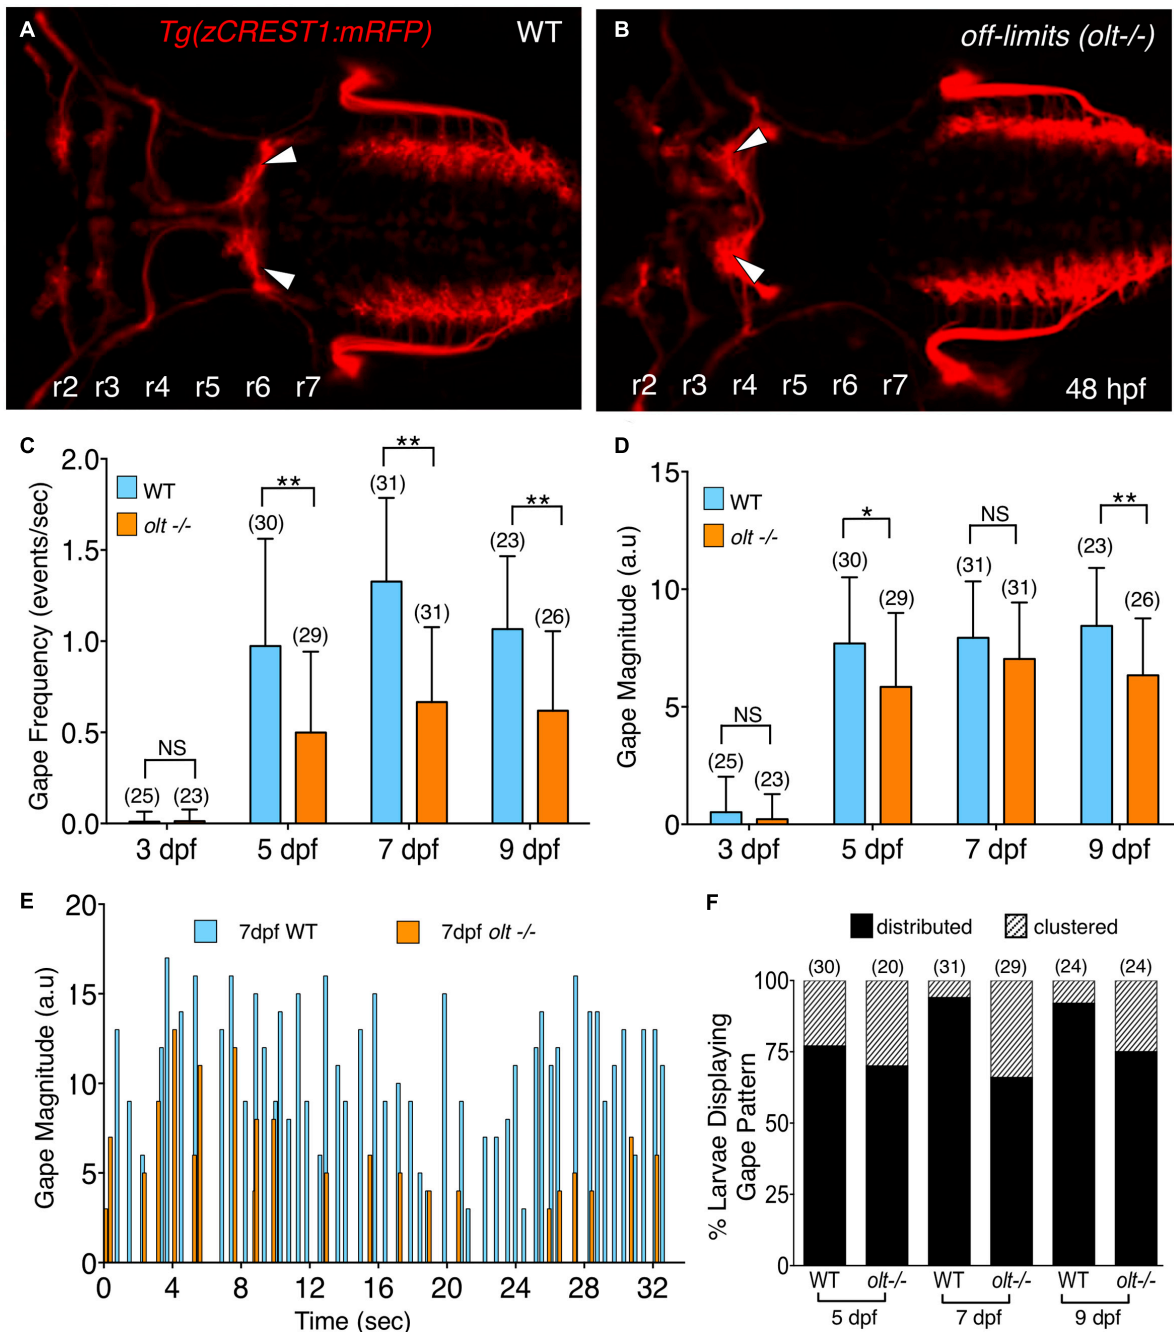 A
Tg(zCREST1:mRFP)
WT
r2 r3 r4 r5 r6 r7
B
off-limits (olt-/-)
r2 r3 r4 r5 r6 r7
48 hpf
C
Gape Frequency (events/sec)
2.0
1.5
1.0
0.5
0.0
WT
olt -/-
NS
(25) (23)
**
(30)
(29)
**
(31)
(31)
**
(23)
(26)
3 dpf 5 dpf 7 dpf 9 dpf
D
Gape Magnitude (a.u)
15
10
5
0
WT
olt -/-
NS
(25)
(23)
*
(30)
(29)
NS
(31)
(31)
**
(23)
(26)
3 dpf 5 dpf 7 dpf 9 dpf
E
Gape Magnitude (a.u)
20
15
10
5
0
7dpf WT
7dpf olt -/-
0 4 8 12 16 20 24 28 32
Time (sec)
F
distributed
clustered
% Larvae Displaying
Gape Pattern
(30) (20) (31) (29) (24) (24)
100
75
50
25
0
WT olt-/- WT olt-/- WT olt-/-
5 dpf 7 dpf 9 dpf